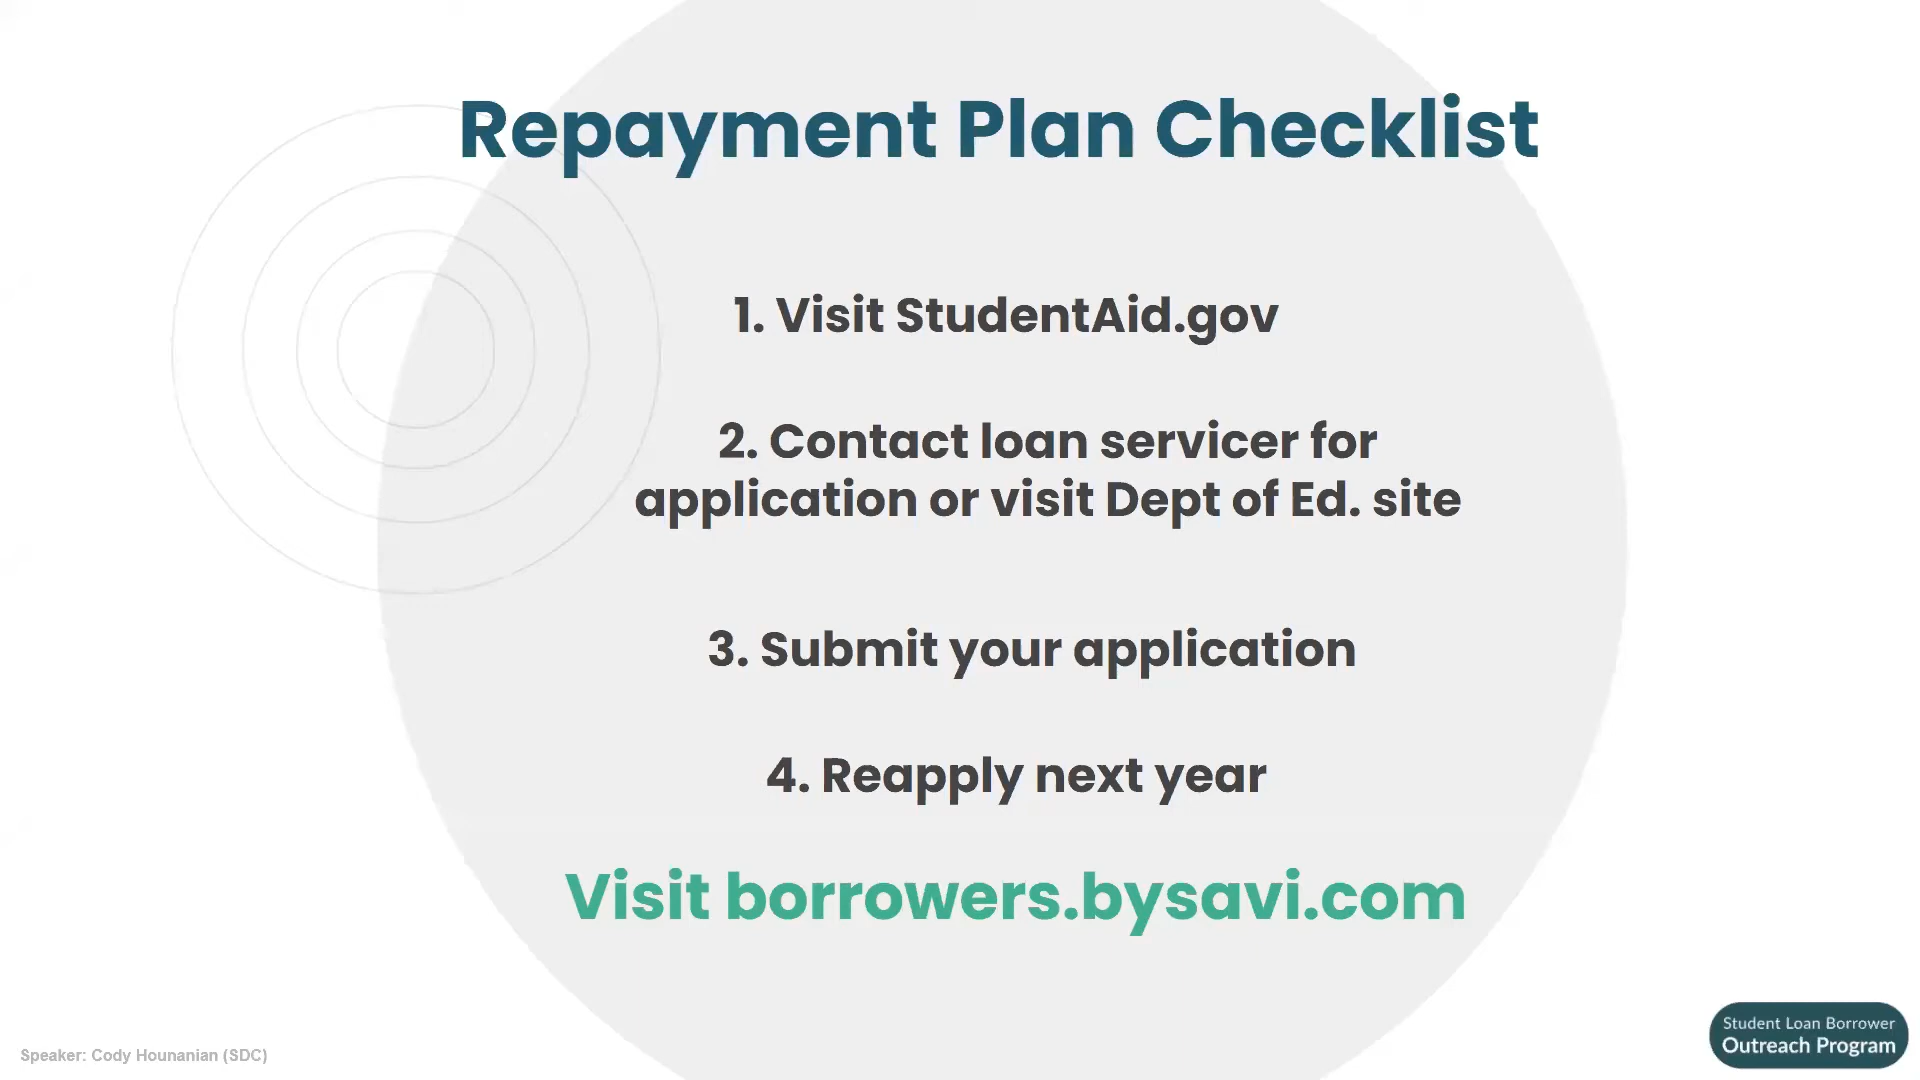 Repayment Plan Checklist
1. Visit StudentAid.gov
2. Contact loan servicer for
application or visit Dept of Ed. site
3. Submit your application
4. Reapply next year
Visit borrowers.bysavi.com
Student Loan Borrower
Outreach Program
Speaker: Cody Hounanian (SDC)